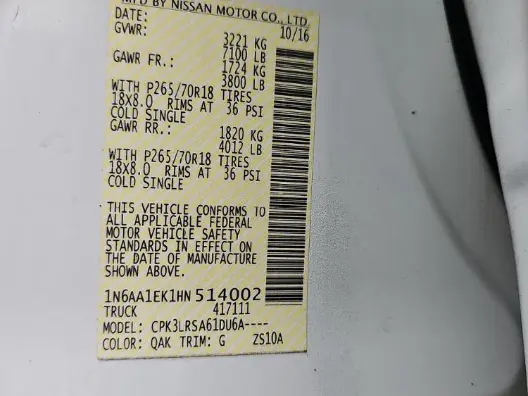 MFD BY NISSAN MOTOR CO., LTD.
DATE: 10/16
GVWR: 3221 KG
7100 LB
GAWR FR.: 1724 KG
3800 LB
WITH P265/70R18 TIRES
18X8.0 RIMS AT 36 PSI
COLD SINGLE
GAWR RR.: 1820 KG
4012 LB
WITH P265/70R18 TIRES
18X8.0 RIMS AT 36 PSI
COLD SINGLE
THIS VEHICLE CONFORMS TO
ALL APPLICABLE FEDERAL
MOTOR VEHICLE SAFETY
STANDARDS IN EFFECT ON
THE DATE OF MANUFACTURE
SHOWN ABOVE.
1N6AA1EK1HN 514002
TRUCK 417111
MODEL: CPK3LRSA61DU6A----
COLOR: QAK TRIM: G ZS10A